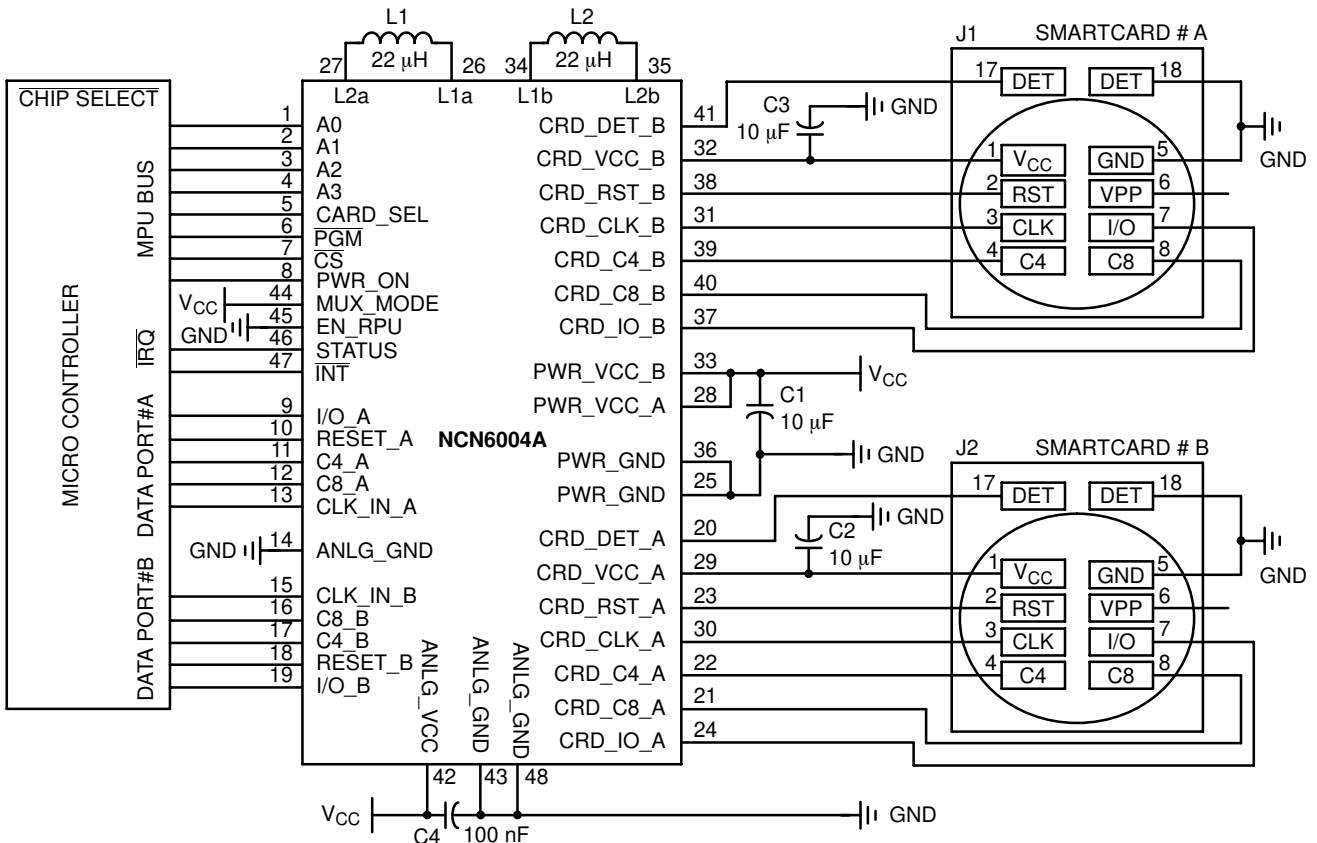 L1
22 μH
27
26
L2
22 μH
34
35
CHIP SELECT
MPU BUS
MICRO CONTROLLER
IRQ
DATA PORT#A
DATA PORT#B
L2a
L1a
L1b
L2b
1 A0
2 A1
3 A2
4 A3
5 CARD_SEL
6 PGM
7 CS
8 PWR_ON
VCC 44 MUX_MODE
GND 45 EN_RPU
46 STATUS
47 INT
9 I/O_A
10 RESET_A
11 C4_A
12 C8_A
13 CLK_IN_A
GND 14 ANLG_GND
15 CLK_IN_B
16 C8_B
17 C4_B
18 RESET_B
19 I/O_B
NCN6004A
CRD_DET_B 41
CRD_VCC_B 32
CRD_RST_B 38
CRD_CLK_B 31
CRD_C4_B 39
CRD_C8_B 40
CRD_IO_B 37
PWR_VCC_B 33
PWR_VCC_A 28
PWR_GND 36
PWR_GND 25
CRD_DET_A 20
CRD_VCC_A 29
CRD_RST_A 23
CRD_CLK_A 30
CRD_C4_A 22
CRD_C8_A 21
CRD_IO_A 24
ANLG_VCC
ANLG_GND
ANLG_GND
42
43
48
VCC
C4
100 nF
GND
C3
10 μF
GND
VCC
C1
10 μF
GND
C2
10 μF
GND
J1
SMARTCARD # A
17 DET
DET 18
1 VCC
GND 5
2 RST
VPP 6
3 CLK
I/O 7
4 C4
C8 8
GND
J2
SMARTCARD # B
17 DET
DET 18
1 VCC
GND 5
2 RST
VPP 6
3 CLK
I/O 7
4 C4
C8 8
GND